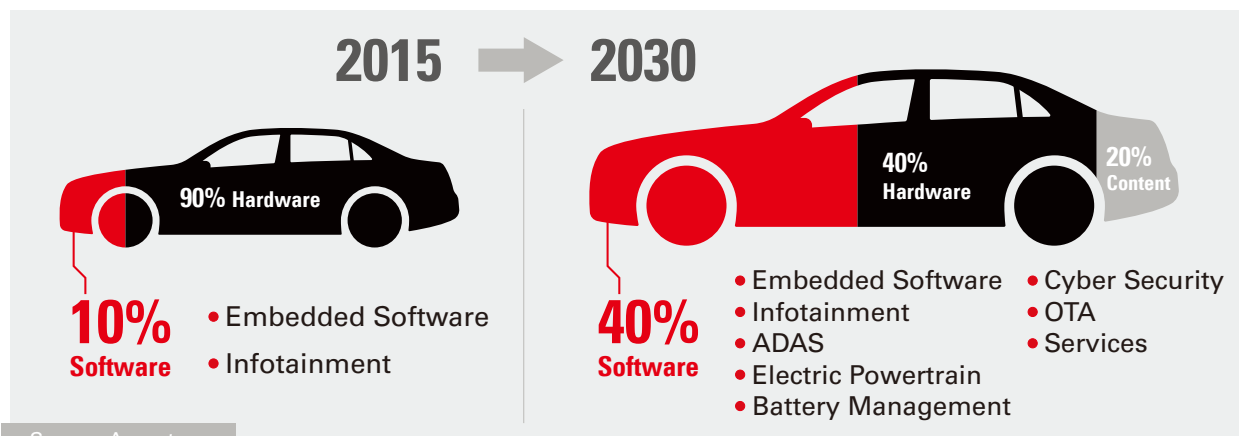 2015
2030
90% Hardware
10%
Software
• Embedded Software
• Infotainment
40%
Hardware
20%
Content
40%
Software
• Embedded Software
• Infotainment
• ADAS
• Electric Powertrain
• Battery Management
• Cyber Security
• OTA
• Services